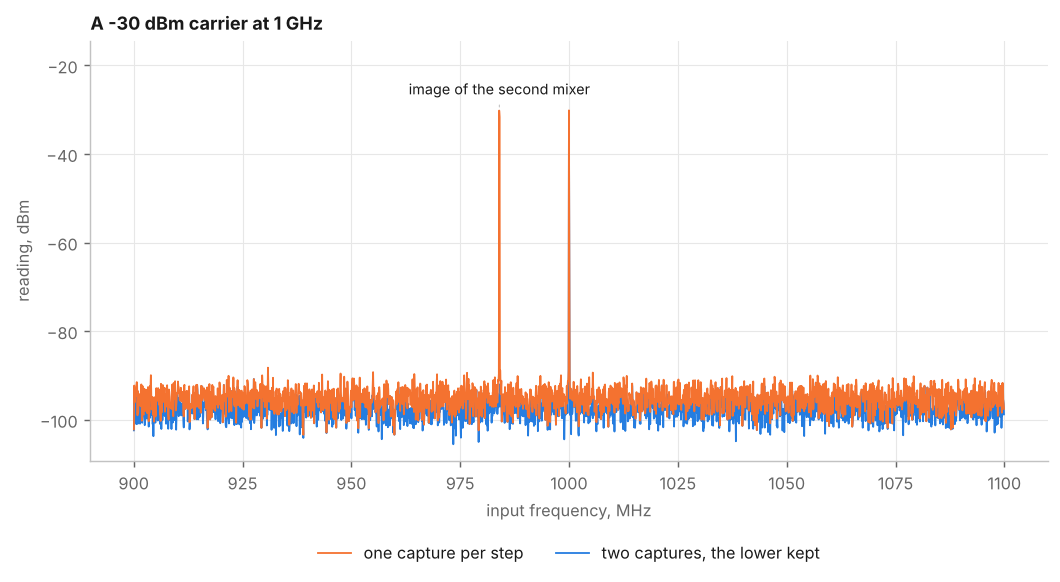 A -30 dBm carrier at 1 GHz
image of the second mixer
reading, dBm
−20
−40
−60
−80
−100
900 925 950 975 1000 1025 1050 1075 1100
input frequency, MHz
one capture per step two captures, the lower kept